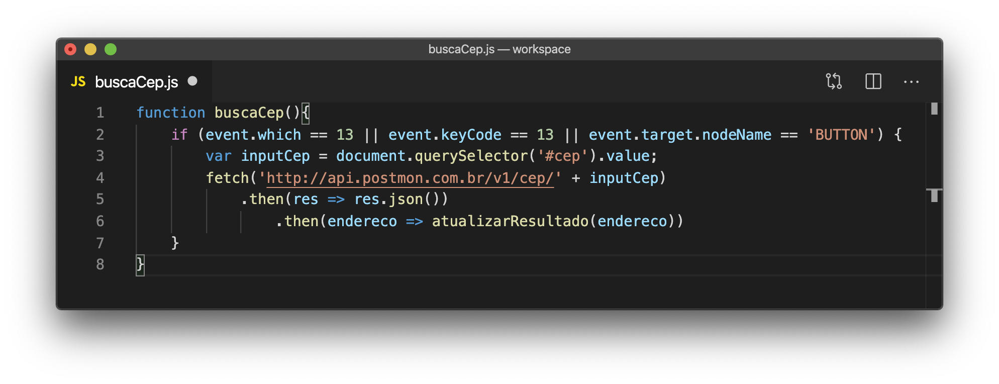 buscaCep.js — workspace
JS buscaCep.js
1 function buscaCep(){
2     if (event.which == 13 || event.keyCode == 13 || event.target.nodeName == 'BUTTON') {
3         var inputCep = document.querySelector('#cep').value;
4         fetch('http://api.postmon.com.br/v1/cep/' + inputCep)
5             .then(res => res.json())
6                 .then(endereco => atualizarResultado(endereco))
7     }
8 }